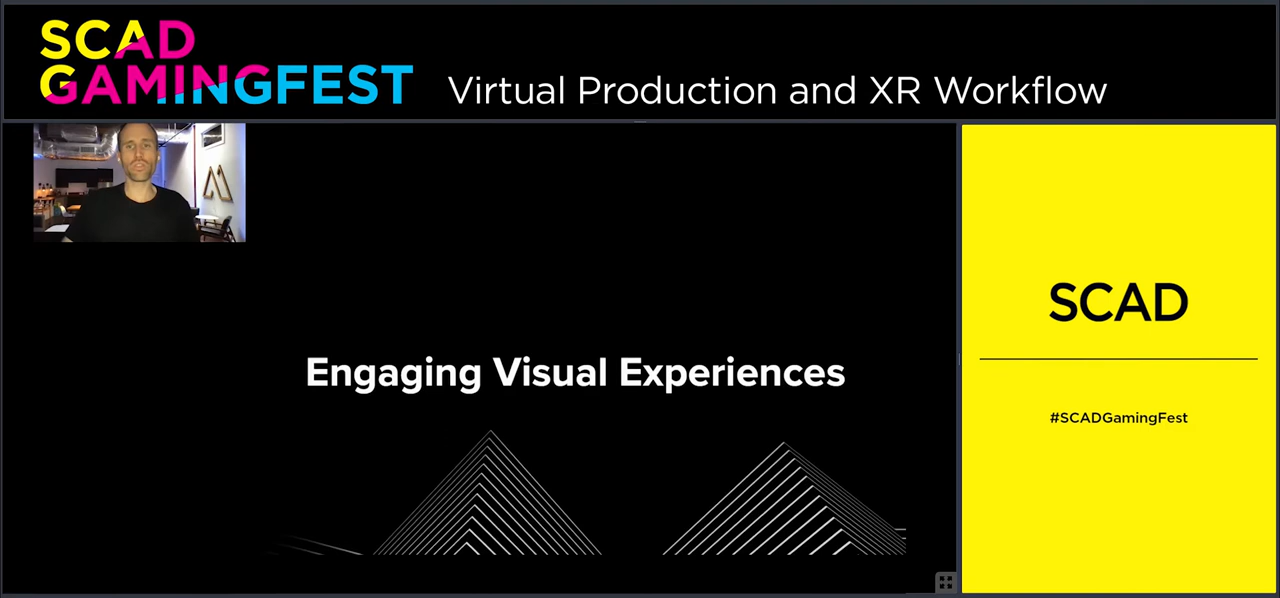 SCAD
GAMINGFEST
Virtual Production and XR Workflow
Engaging Visual Experiences
SCAD
#SCADGamingFest